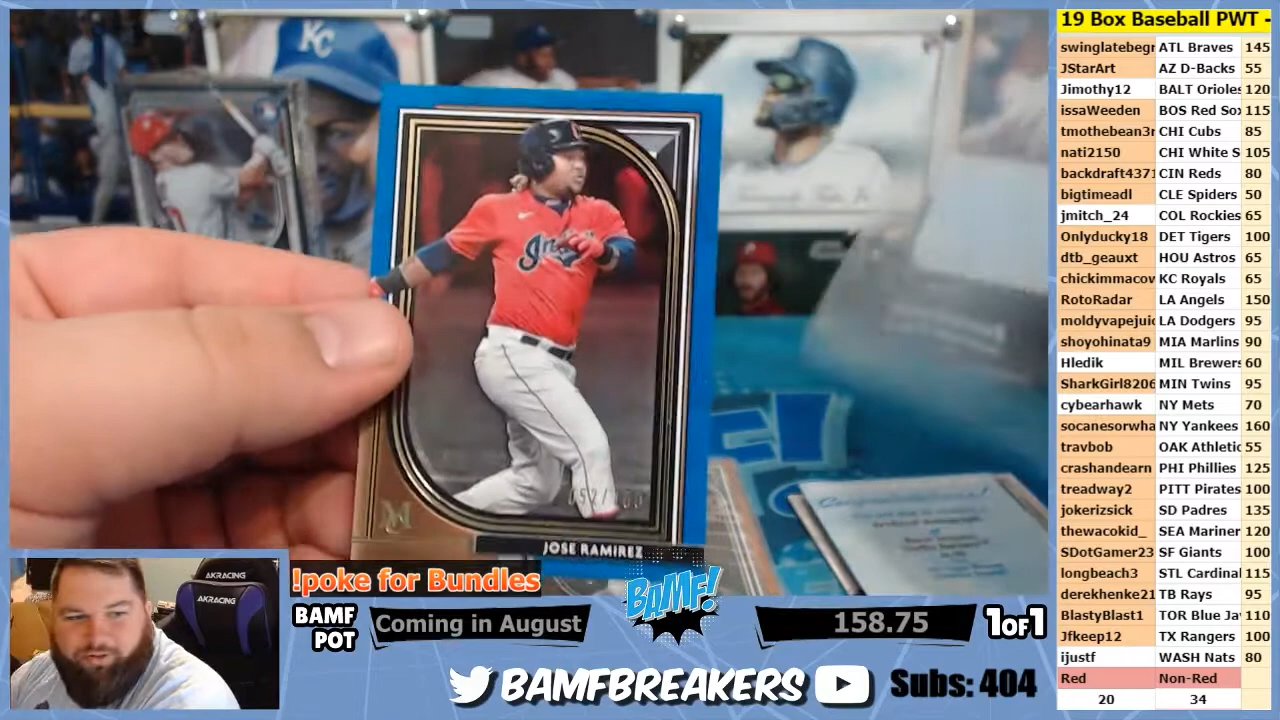 19 Box Baseball PWT -
swinglatebegr ATL Braves 145
JStarArt AZ D-Backs 55
Jimothy12 BALT Orioles 120
issaWeeden BOS Red Sox 115
tmothebean3r CHI Cubs 85
nati2150 CHI White S 105
backdraft4371 CIN Reds 80
bigtimeadl CLE Spiders 50
jmitch_24 COL Rockies 65
Onlyducky18 DET Tigers 100
dtb_geauxt HOU Astros 65
chickimmacov KC Royals 65
RotoRadar LA Angels 150
moldyvapejuic LA Dodgers 95
shoyohinata9 MIA Marlins 90
Hledik MIL Brewers 60
SharkGirl8206 MIN Twins 95
cybearhawk NY Mets 70
socanesorwha NY Yankees 160
travbob OAK Athletic 55
crashandearn PHI Phillies 125
treadway2 PITT Pirates 100
jokerizsick SD Padres 135
thewacokid_ SEA Mariner 120
SDotGamer23 SF Giants 100
longbeach3 STL Cardinal 115
derekhenke21 TB Rays 95
BlastyBlast1 TOR Blue Ja 110
Jfkeep12 TX Rangers 100
ijustf WASH Nats 80
Red Non-Red
20 34
KC
Indians
M
JOSE RAMIREZ
AKRACING
AKRACING
!poke for Bundles
BAMF POT
Coming in August
BAMF!
158.75
1OF1
BAMFBREAKERS
Subs: 404